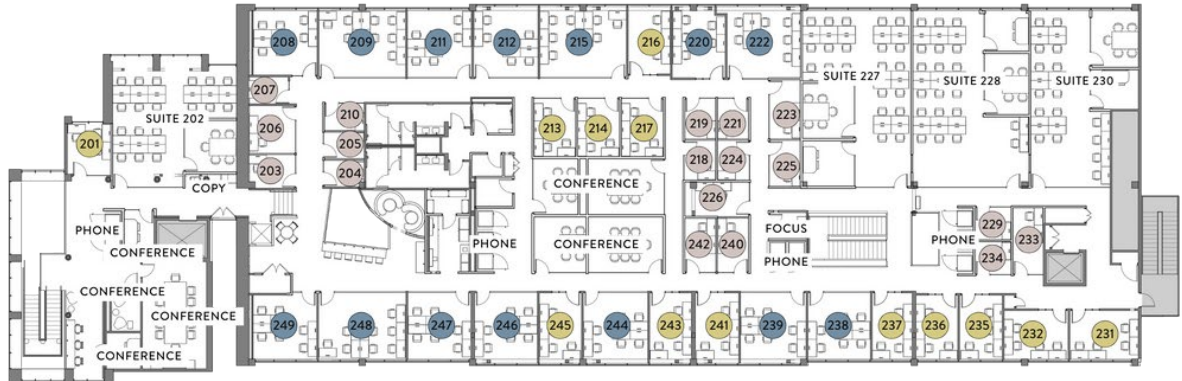 208
209
211
212
215
216
220
222
SUITE 227
SUITE 228
SUITE 230
207
SUITE 202
206
210
213
214
217
219
221
223
201
205
203
204
218
224
225
COPY
CONFERENCE
226
PHONE
CONFERENCE
PHONE
CONFERENCE
242
240
FOCUS
PHONE
PHONE
229
233
234
CONFERENCE
CONFERENCE
CONFERENCE
249
248
247
246
245
244
243
241
239
238
237
236
235
232
231